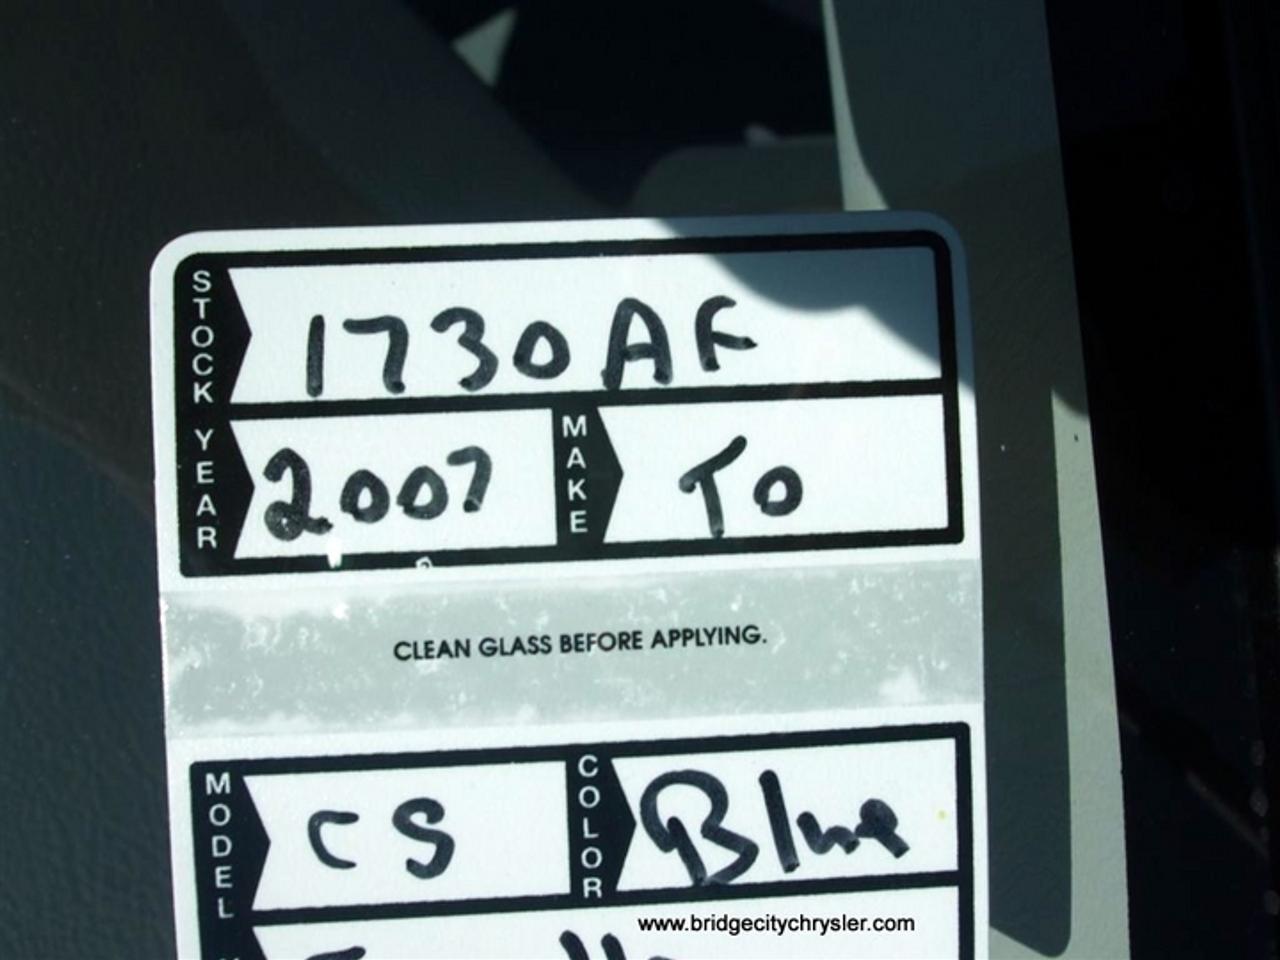 STOCK 1730AF
YEAR 2007 MAKE To
CLEAN GLASS BEFORE APPLYING.
MODEL CS COLOR Blue
www.bridgecitychrysler.com